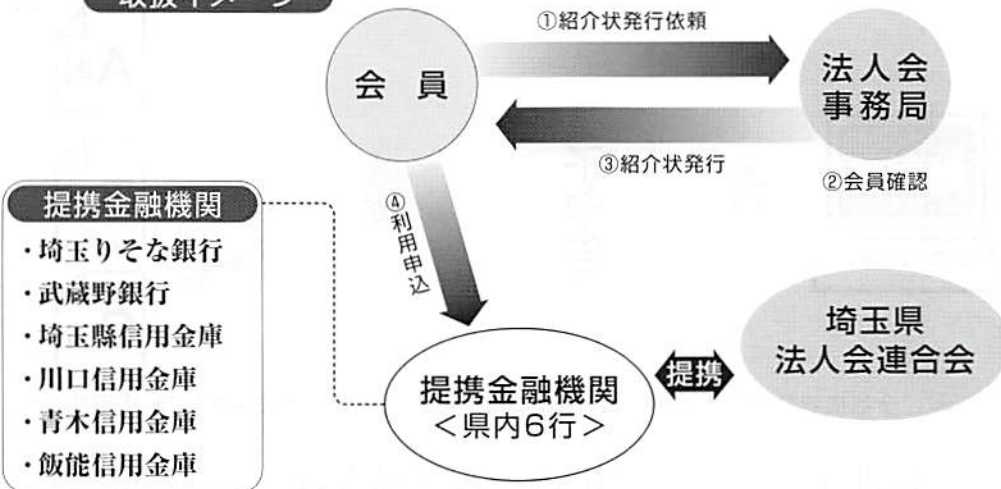 取扱イメージ
①紹介状発行依頼
会 員
法人会
事務局
③紹介状発行
②会員確認
④利用申込
提携金融機関
・埼玉りそな銀行
・武蔵野銀行
・埼玉縣信用金庫
・川口信用金庫
・青木信用金庫
・飯能信用金庫
提携金融機関
＜県内6行＞
提携
埼玉県
法人会連合会